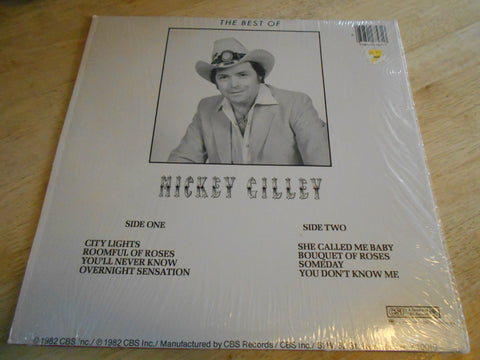 THE BEST OF
MICKEY GILLEY
SIDE ONE
CITY LIGHTS
ROOMFUL OF ROSES
YOU'LL NEVER KNOW
OVERNIGHT SENSATION
SIDE TWO
SHE CALLED ME BABY
BOUQUET OF ROSES
SOMEDAY
YOU DON'T KNOW ME
© 1982 CBS Inc./ ℗ 1982 CBS Inc./ Manufactured by CBS Records / CBS Inc./